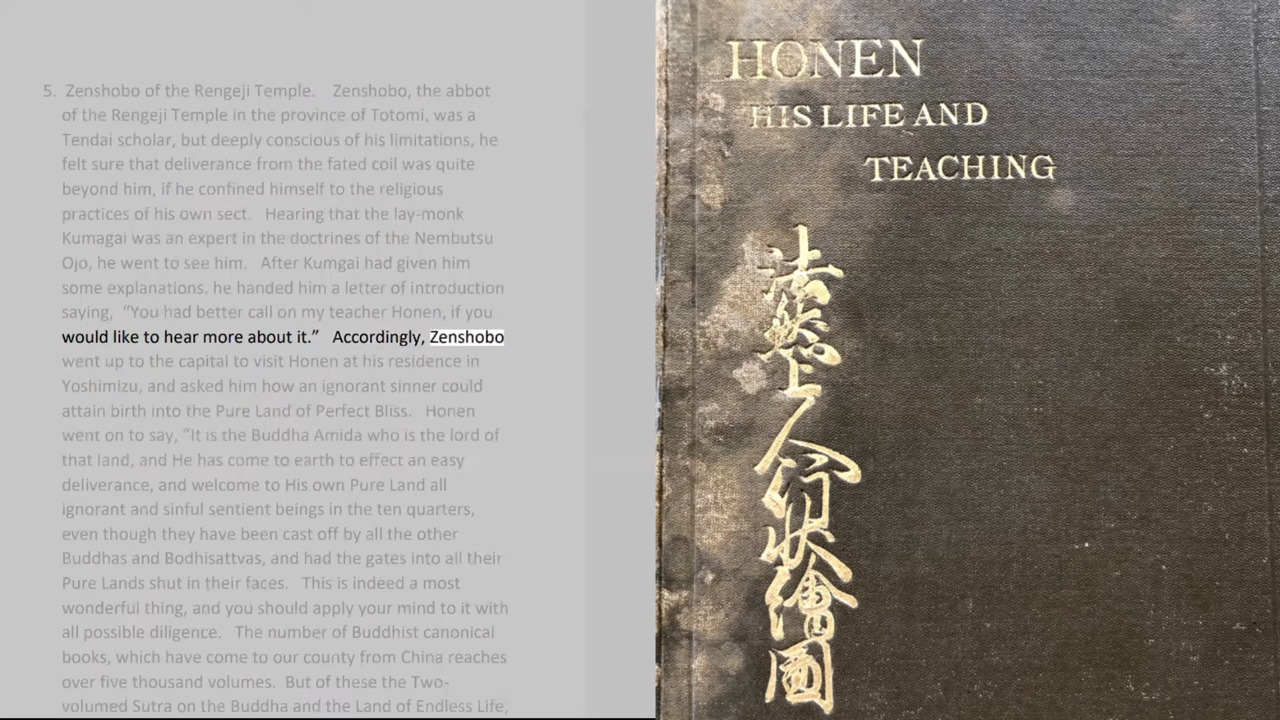 5. Zenshobo of the Rengeji Temple. Zenshobo, the abbot
of the Rengeji Temple in the province of Totomi, was a
Tendai scholar, but deeply conscious of his limitations, he
felt sure that deliverance from the fated coil was quite
beyond him, if he confined himself to the religious
practices of his own sect. Hearing that the lay-monk
Kumagai was an expert in the doctrines of the Nembutsu
Ojo, he went to see him. After Kumgai had given him
some explanations, he handed him a letter of introduction
saying, “You had better call on my teacher Honen, if you
would like to hear more about it.” Accordingly, Zenshobo
went up to the capital to visit Honen at his residence in
Yoshimizu, and asked him how an ignorant sinner could
attain birth into the Pure Land of Perfect Bliss. Honen
went on to say, “It is the Buddha Amida who is the lord of
that land, and He has come to earth to effect an easy
deliverance, and welcome to His own Pure Land all
ignorant and sinful sentient beings in the ten quarters,
even though they have been cast off by all the other
Buddhas and Bodhisattvas, and had the gates into all their
Pure Lands shut in their faces. This is indeed a most
wonderful thing, and you should apply your mind to it with
all possible diligence. The number of Buddhist canonical
books, which have come to our county from China reaches
over five thousand volumes. But of these the Two-
volumed Sutra on the Buddha and the Land of Endless Life,
HONEN
HIS LIFE AND
TEACHING
法然上人行状繪圖